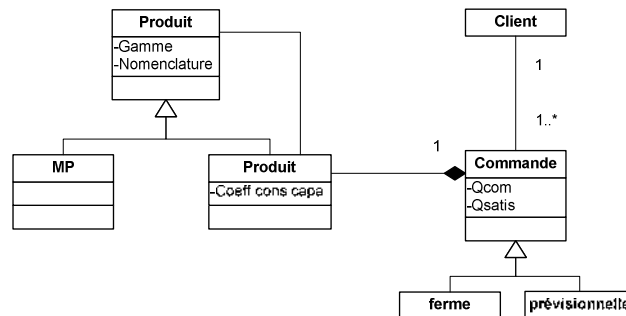 Produit
-Gamme
-Nomenclature
Client
1
1..*
MP
Produit
-Coeff cons capa
1
Commande
-Qcom
-Qsatis
ferme
prévisionnelle